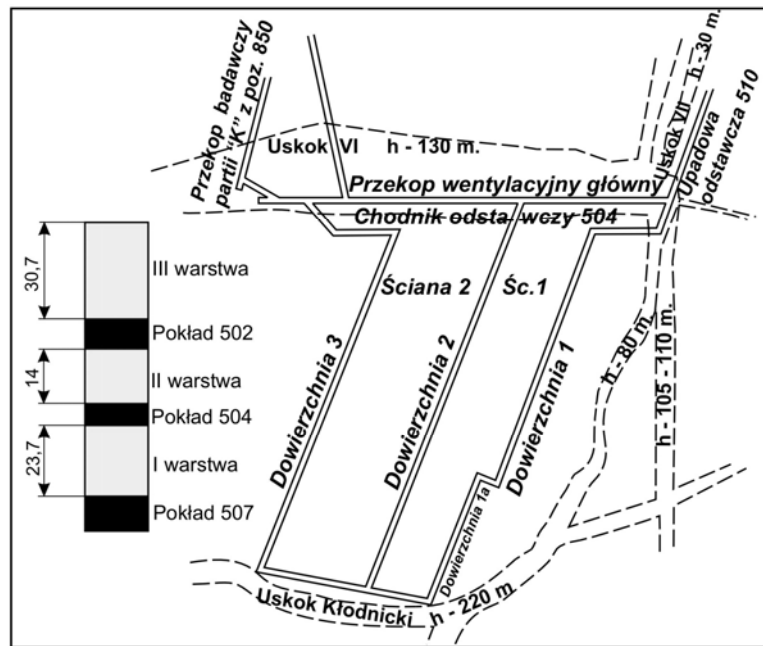 Przekop badawczy
partii "K" z poz. 850
Uskok VI h - 130 m.
h - 30 m.
Uskok VII
Upadowa
odstawcza 510
Przekop wentylacyjny główny
Chodnik odsta wczy 504
Ściana 2
Śc.1
Dowierzchnia 3
Dowierzchnia 2
Dowierzchnia 1
Dowierzchnia 1a
h - 80 m.
h - 105 - 110 m.
Uskok Kłodnicki h - 220 m.
30,7
III warstwa
Pokład 502
14
II warstwa
Pokład 504
23,7
I warstwa
Pokład 507